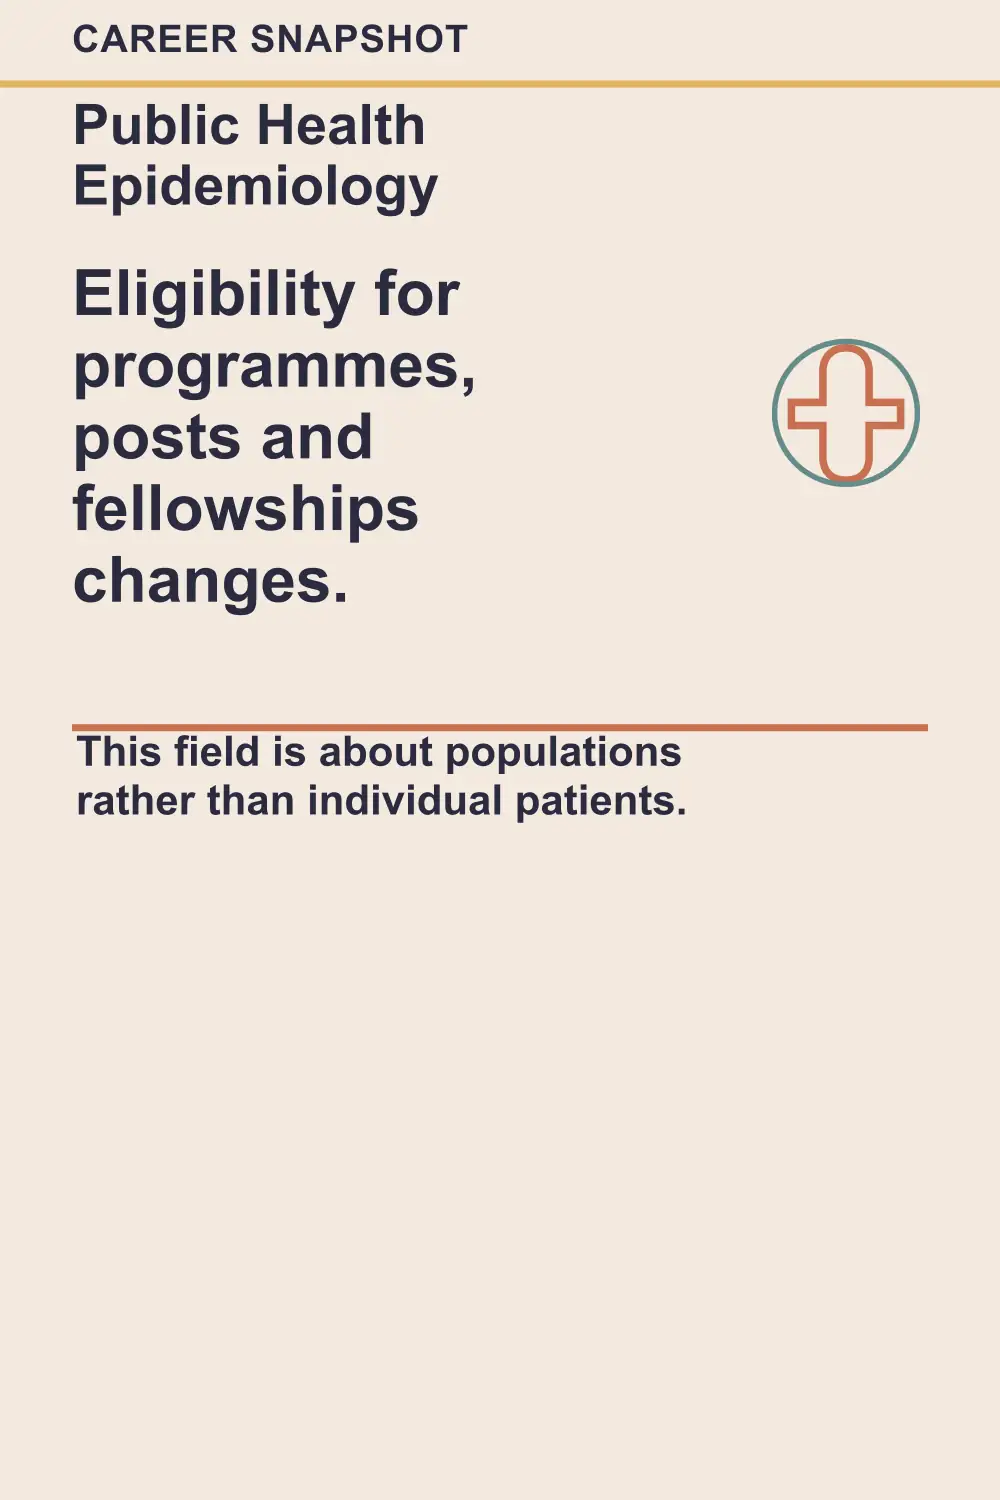 CAREER SNAPSHOT
Public Health
Epidemiology
Eligibility for
programmes,
posts and
fellowships
changes.
This field is about populations
rather than individual patients.